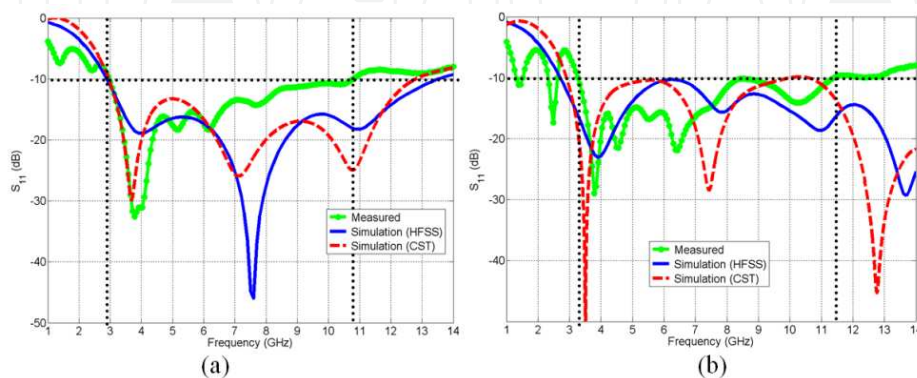 0
-10
-20
-30
-40
-50
S11 (dB)
1 2 3 4 5 6 7 8 9 10 11 12 13 14
Frequency (GHz)
Measured
Simulation (HFSS)
Simulation (CST)
(a)
0
-10
-20
-30
-40
S11 (dB)
1 2 3 4 5 6 7 8 9 10 11 12 13 14
Frequency (GHz)
Measured
Simulation (HFSS)
Simulation (CST)
(b)